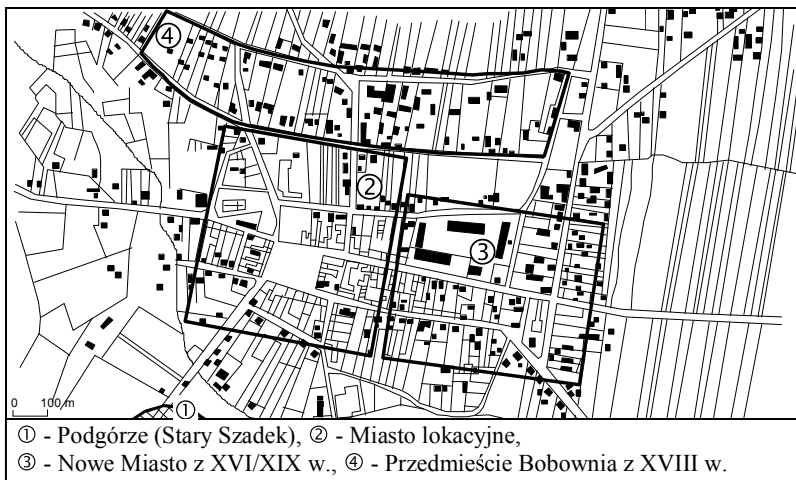 ④
②
③
0 100 m
①
① - Podgórze (Stary Szadek), ② - Miasto lokacyjne,
③ - Nowe Miasto z XVI/XIX w., ④ - Przedmieście Bobownia z XVIII w.